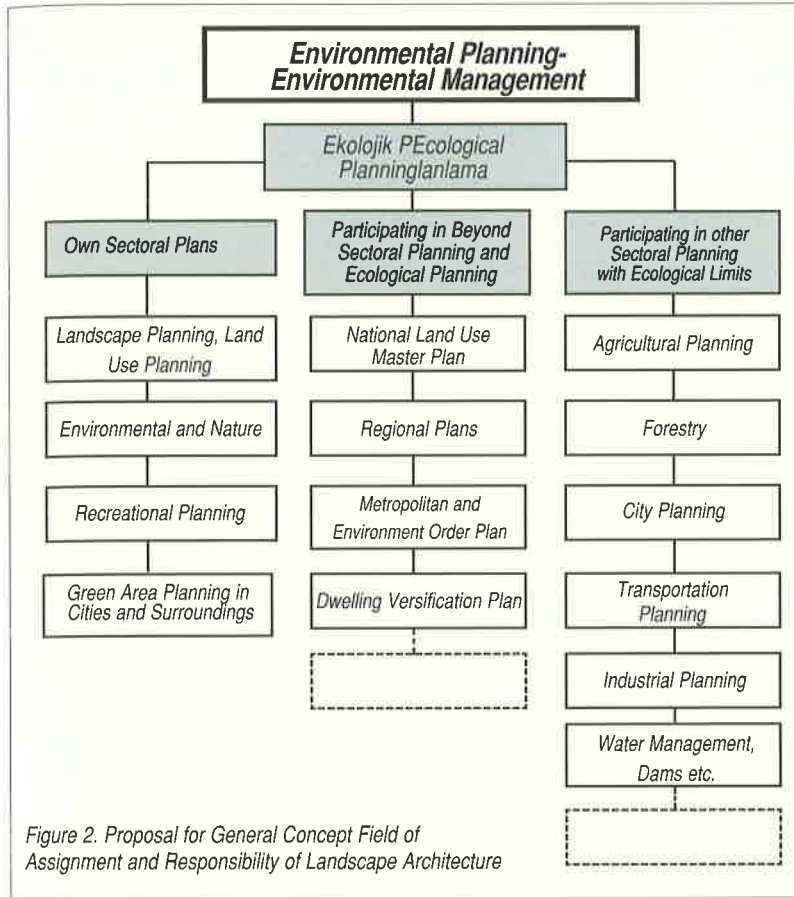 Environmental Planning-
Environmental Management
Ekolojik PEcological
Planninglanlama
Own Sectoral Plans
Landscape Planning, Land
Use Planning
Environmental and Nature
Recreational Planning
Green Area Planning in
Cities and Surroundings
Participating in Beyond
Sectoral Planning and
Ecological Planning
National Land Use
Master Plan
Regional Plans
Metropolitan and
Environment Order Plan
Dwelling Versification Plan
Participating in other
Sectoral Planning
with Ecological Limits
Agricultural Planning
Forestry
City Planning
Transportation
Planning
Industrial Planning
Water Management,
Dams etc.
Figure 2. Proposal for General Concept Field of
Assignment and Responsibility of Landscape Architecture